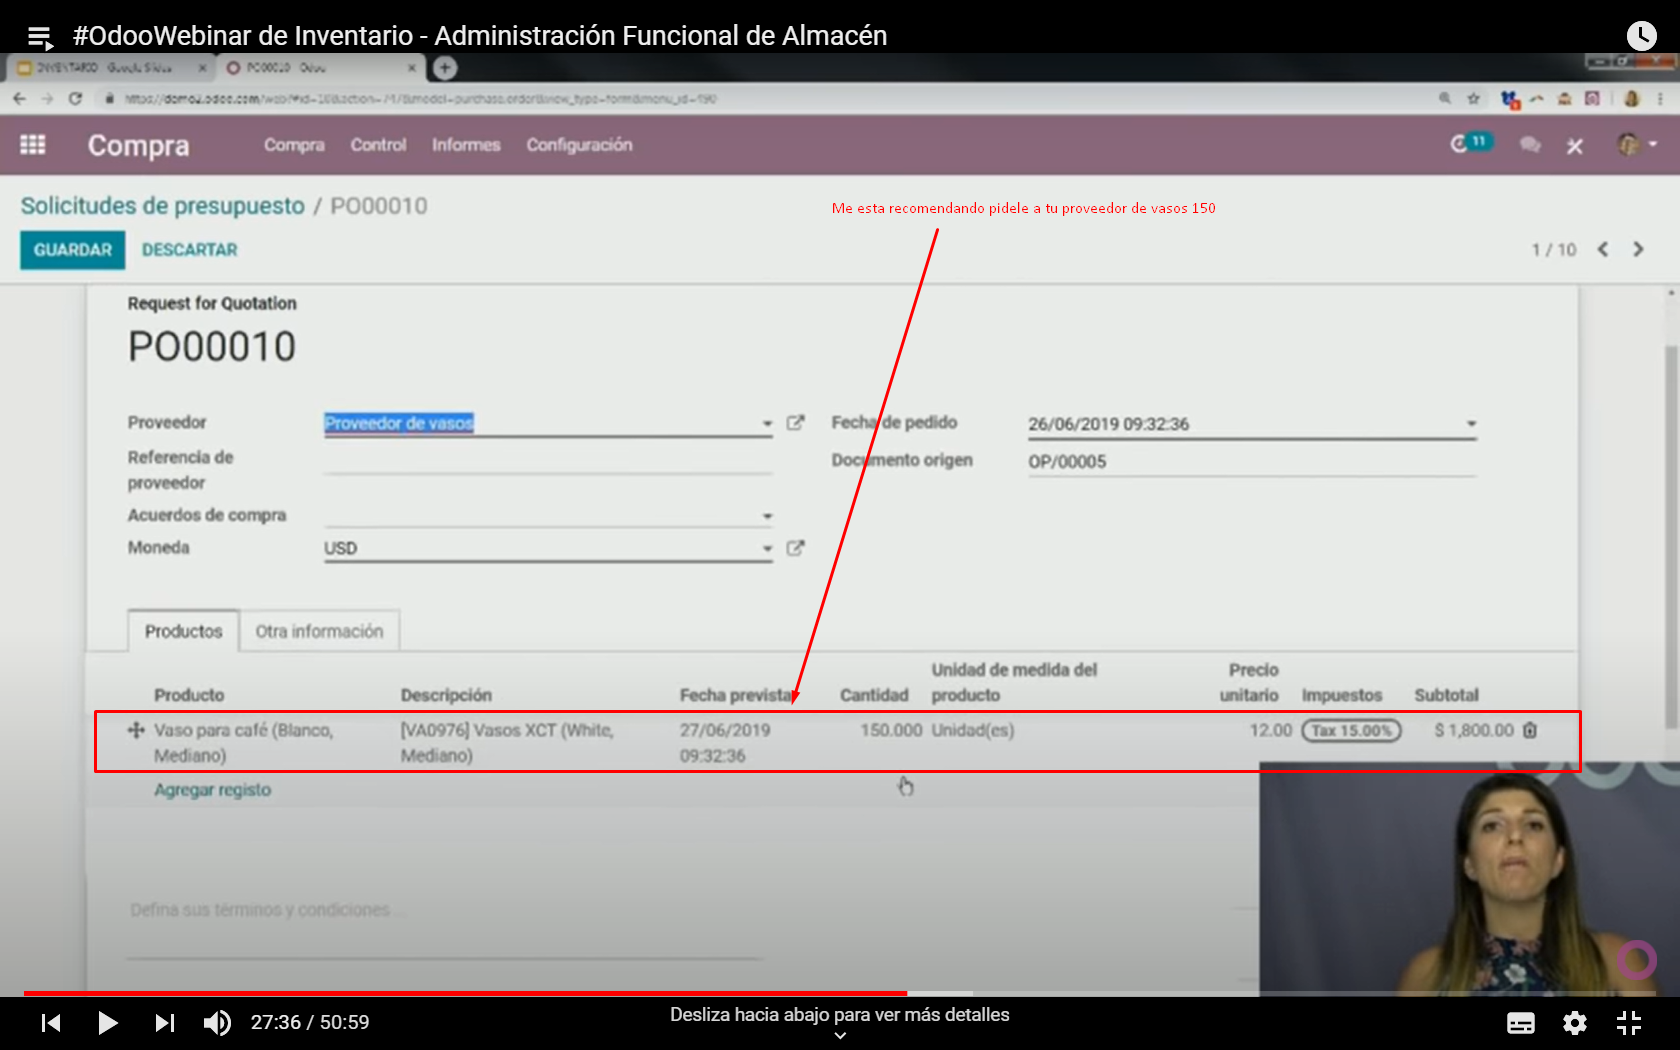 #OdooWebinar de Inventario - Administración Funcional de Almacén
INVENTARIO - Google Slides
PO00010 - Odoo
Compra
Compra Control Informes Configuración
11
Solicitudes de presupuesto / PO00010
Me esta recomendando pidele a tu proveedor de vasos 150
GUARDAR DESCARTAR
1 / 10
Request for Quotation
PO00010
Proveedor
Proveedor de vasos
Fecha de pedido
26/06/2019 09:32:36
Referencia de
proveedor
Documento origen
OP/00005
Acuerdos de compra
Moneda
USD
Productos
Otra información
Producto
Descripción
Fecha prevista
Cantidad
Unidad de medida del
producto
Precio
unitario
Impuestos
Subtotal
Vaso para café (Blanco,
Mediano)
[VA0976] Vasos XCT (White,
Mediano)
27/06/2019
09:32:36
150.000
Unidad(es)
12.00
Tax 15.00%
$ 1,800.00
Agregar registo
Defina sus términos y condiciones ...
27:36 / 50:59
Desliza hacia abajo para ver más detalles